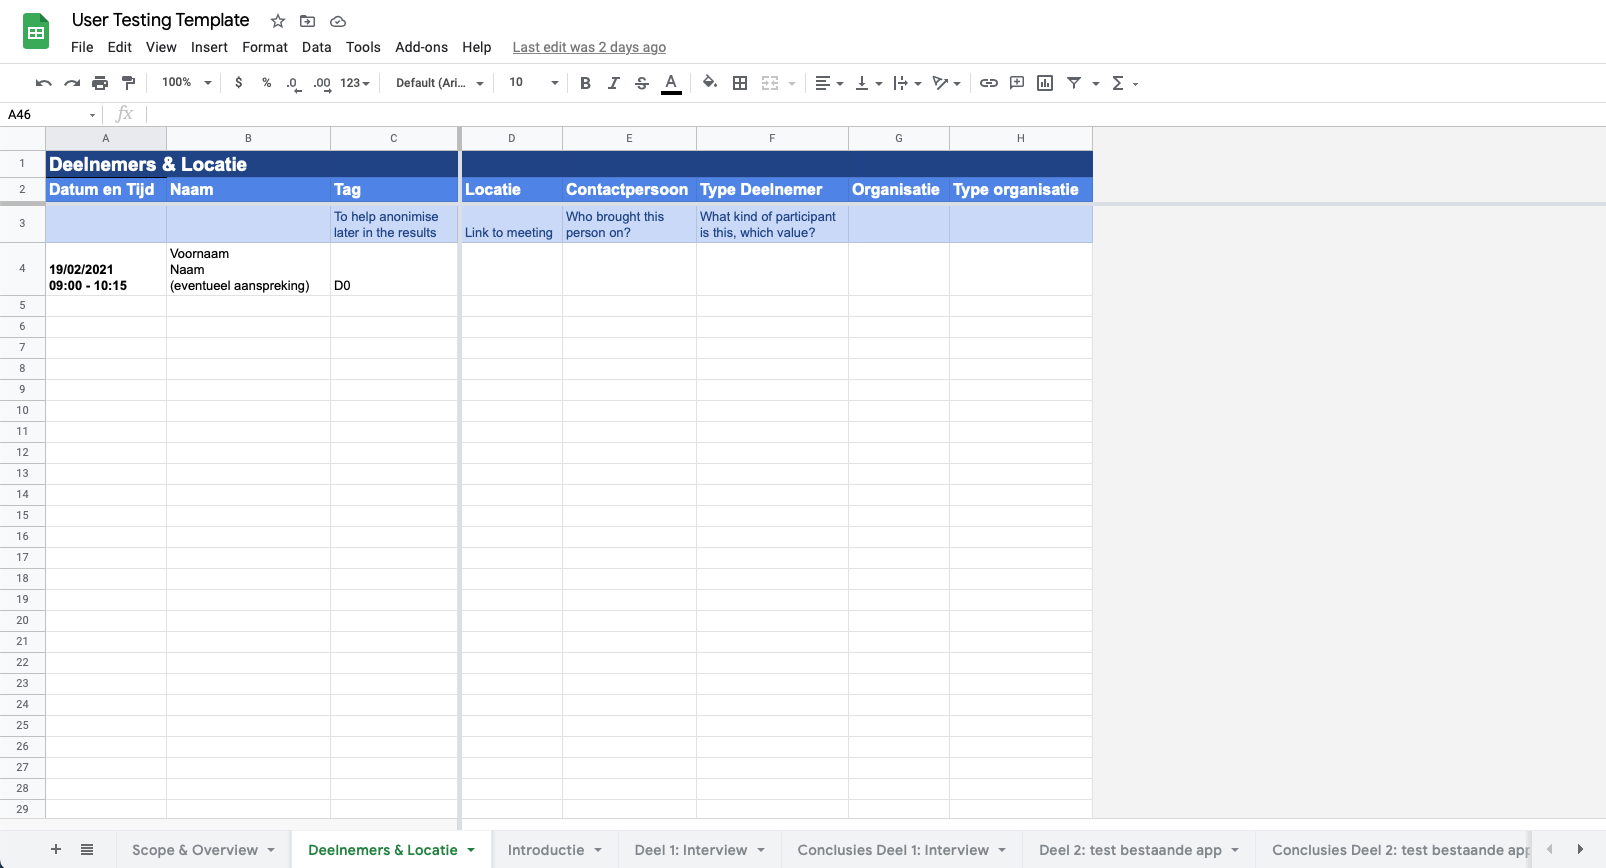 User Testing Template
File Edit View Insert Format Data Tools Add-ons Help Last edit was 2 days ago
100% $ % .0 .00 123 Default (Ari... 10 B I S A
A46 fx
A B C D E F G H
1 Deelnemers & Locatie
2 Datum en Tijd Naam Tag Locatie Contactpersoon Type Deelnemer Organisatie Type organisatie
To help anonimise Who brought this What kind of participant
3 later in the results Link to meeting person on? is this, which value?
Voornaam
4 19/02/2021 Naam
09:00 - 10:15 (eventueel aanspreking) D0
5
6
7
8
9
10
11
12
13
14
15
16
17
18
19
20
21
22
23
24
25
26
27
28
29
+ Scope & Overview Deelnemers & Locatie Introductie Deel 1: Interview Conclusies Deel 1: Interview Deel 2: test bestaande app Conclusies Deel 2: test bestaande app